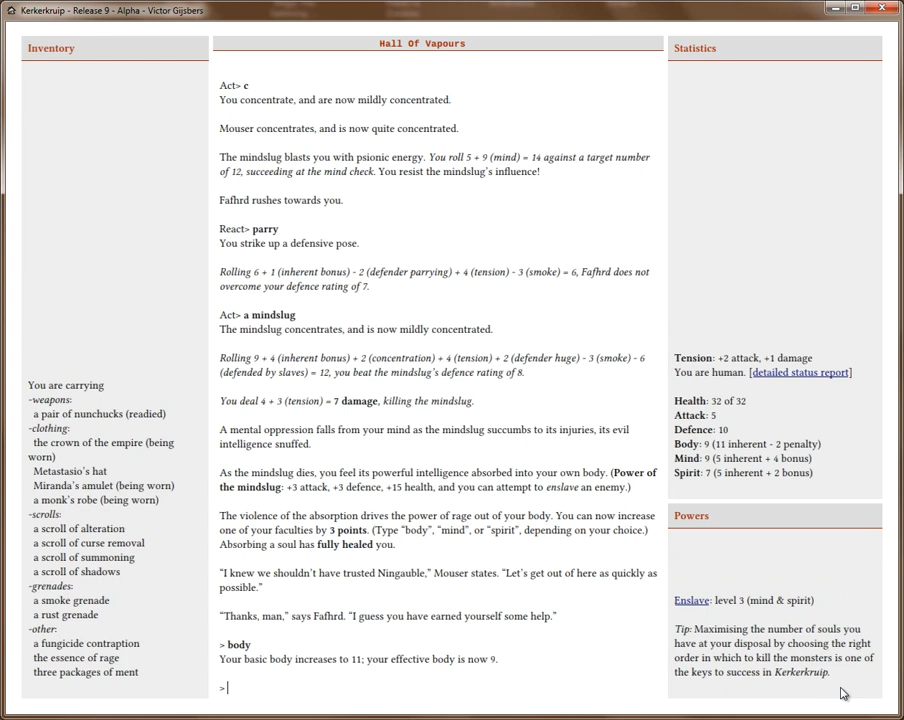 Kerkerkruip - Release 9 - Alpha - Victor Gijsbers
Inventory
You are carrying
-weapons:
a pair of nunchucks (readied)
-clothing:
the crown of the empire (being
worn)
Metastasio's hat
Miranda's amulet (being worn)
a monk's robe (being worn)
-scrolls:
a scroll of alteration
a scroll of curse removal
a scroll of summoning
a scroll of shadows
-grenades:
a smoke grenade
a rust grenade
-other:
a fungicide contraption
the essence of rage
three packages of ment
Hall Of Vapours
Act> c
You concentrate, and are now mildly concentrated.
Mouser concentrates, and is now quite concentrated.
The mindslug blasts you with psionic energy. You roll 5 + 9 (mind) = 14 against a target number
of 12, succeeding at the mind check. You resist the mindslug's influence!
Fafhrd rushes towards you.
React> parry
You strike up a defensive pose.
Rolling 6 + 1 (inherent bonus) - 2 (defender parrying) + 4 (tension) - 3 (smoke) = 6, Fafhrd does not
overcome your defence rating of 7.
Act> a mindslug
The mindslug concentrates, and is now mildly concentrated.
Rolling 9 + 4 (inherent bonus) + 2 (concentration) + 4 (tension) + 2 (defender huge) - 3 (smoke) - 6
(defended by slaves) = 12, you beat the mindslug's defence rating of 8.
You deal 4 + 3 (tension) = 7 damage, killing the mindslug.
A mental oppression falls from your mind as the mindslug succumbs to its injuries, its evil
intelligence snuffed.
As the mindslug dies, you feel its powerful intelligence absorbed into your own body. (Power of
the mindslug: +3 attack, +3 defence, +15 health, and you can attempt to enslave an enemy.)
The violence of the absorption drives the power of rage out of your body. You can now increase
one of your faculties by 3 points. (Type “body”, “mind”, or “spirit”, depending on your choice.)
Absorbing a soul has fully healed you.
“I knew we shouldn't have trusted Ningauble,” Mouser states. “Let's get out of here as quickly as
possible.”
“Thanks, man,” says Fafhrd. “I guess you have earned yourself some help.”
> body
Your basic body increases to 11; your effective body is now 9.
>
Statistics
Tension: +2 attack, +1 damage
You are human. [detailed status report]
Health: 32 of 32
Attack: 5
Defence: 10
Body: 9 (11 inherent - 2 penalty)
Mind: 9 (5 inherent + 4 bonus)
Spirit: 7 (5 inherent + 2 bonus)
Powers
Enslave: level 3 (mind & spirit)
Tip: Maximising the number of souls you
have at your disposal by choosing the right
order in which to kill the monsters is one of
the keys to success in Kerkerkruip.